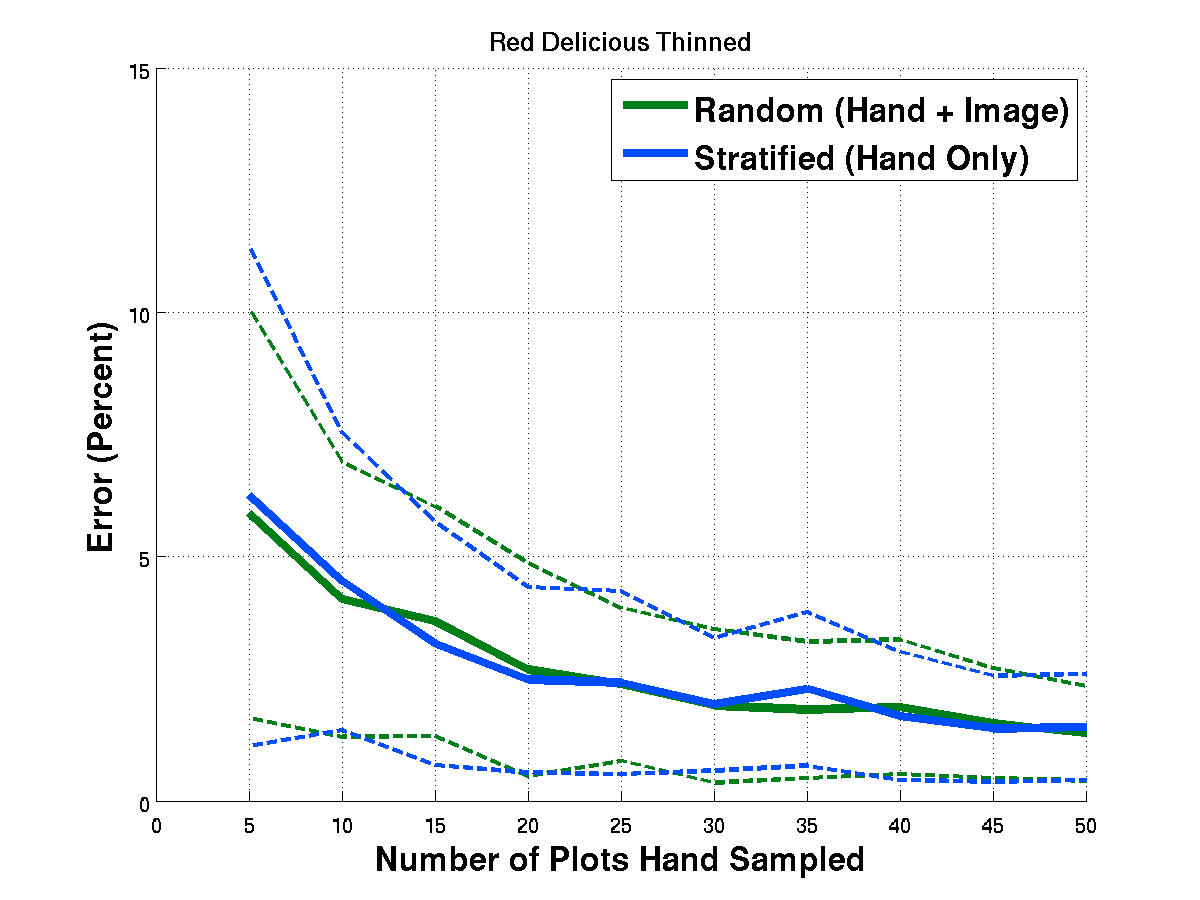 Red Delicious Thinned
15
Random (Hand + Image)
Stratified (Hand Only)
10
Error (Percent)
5
0
0 5 10 15 20 25 30 35 40 45 50
Number of Plots Hand Sampled